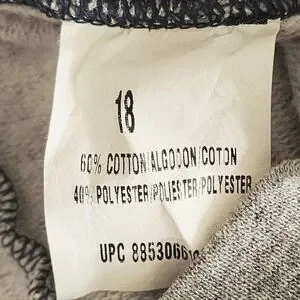 18
60% COTTON/ALGODON/COTON
40% POLYESTER/POLIESTER/POLYESTER
UPC 885306